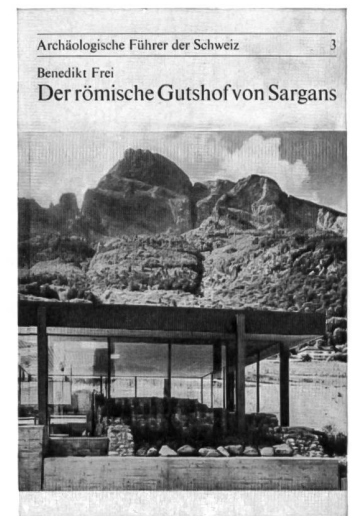 Archäologische Führer der Schweiz 3
Benedikt Frei
Der römische Gutshof von Sargans